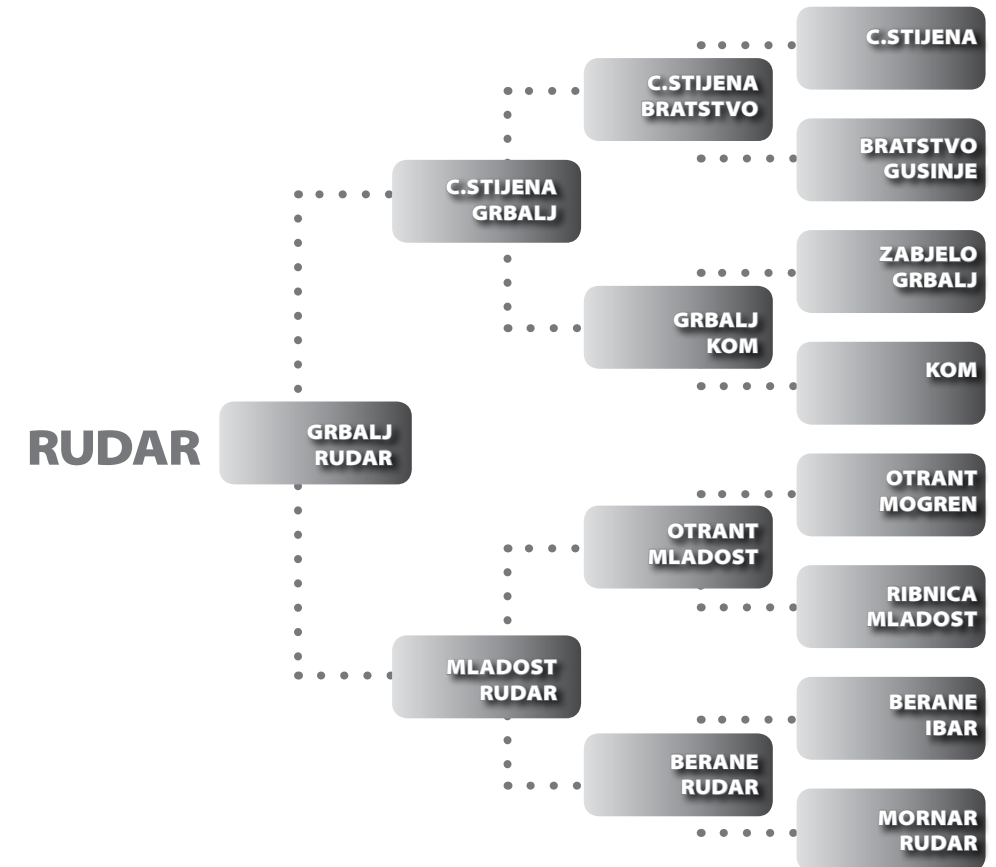 C.STIJENA
C.STIJENA
BRATSTVO
BRATSTVO
GUSINJE
C.STIJENA
GRBALJ
ZABJELO
GRBALJ
GRBALJ
KOM
KOM
RUDAR
GRBALJ
RUDAR
OTRANT
MOGREN
OTRANT
MLADOST
RIBNICA
MLADOST
MLADOST
RUDAR
BERANE
IBAR
BERANE
RUDAR
MORNAR
RUDAR